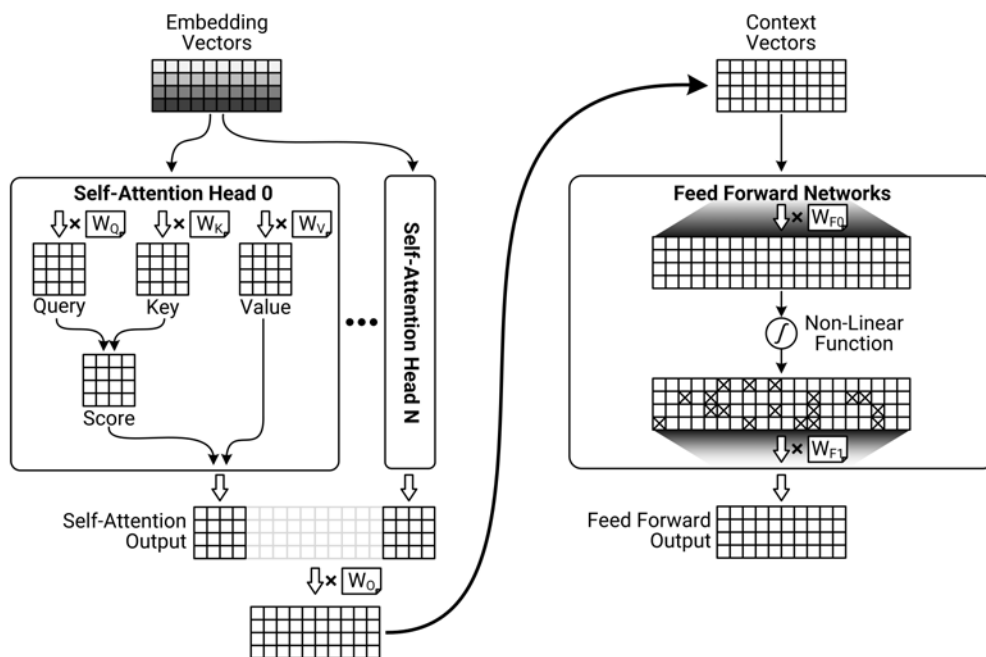 Embedding
Vectors
Self-Attention Head 0
× W_Q
× W_K
× W_V
Query
Key
Value
Score
Self-Attention Head N
Self-Attention
Output
× W_O
Context
Vectors
Feed Forward Networks
× W_F0
Non-Linear
Function
× W_F1
Feed Forward
Output